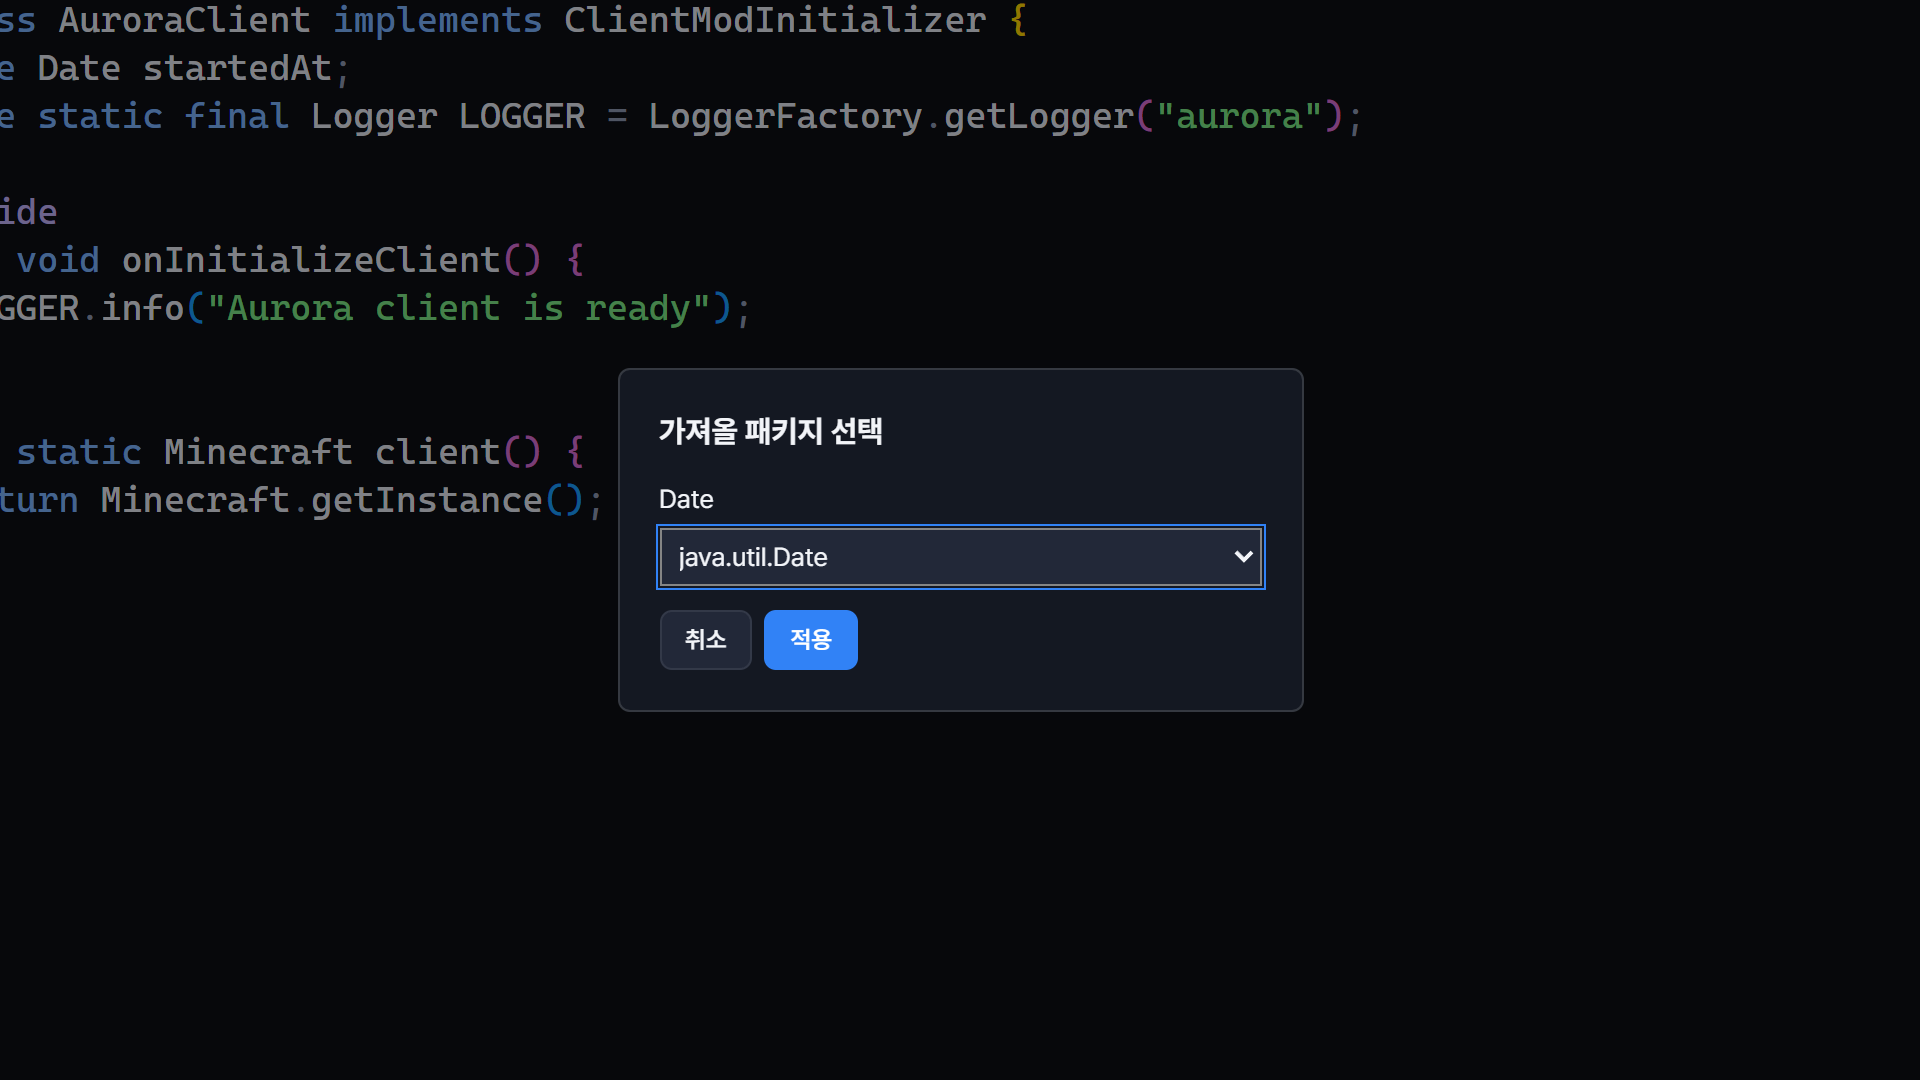 ss AuroraClient implements ClientModInitializer {
e Date startedAt;
e static final Logger LOGGER = LoggerFactory.getLogger("aurora");
ide
void onInitializeClient() {
GGER.info("Aurora client is ready");
static Minecraft client() {
turn Minecraft.getInstance();
가져올 패키지 선택
Date
java.util.Date
취소 적용